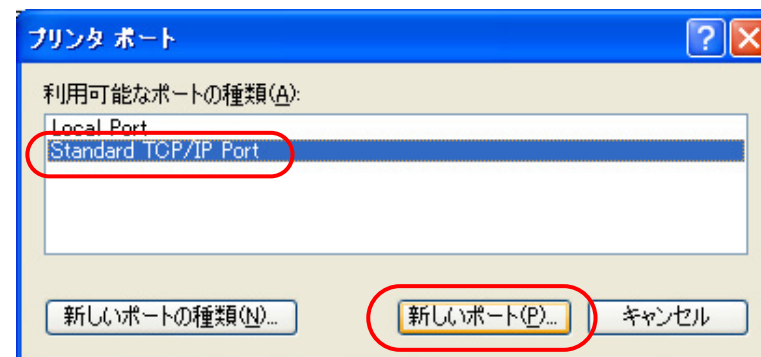 プリンタ ポート
利用可能なポートの種類(A):
Local Port
Standard TCP/IP Port
新しいポートの種類(N)... 新しいポート(P)... キャンセル